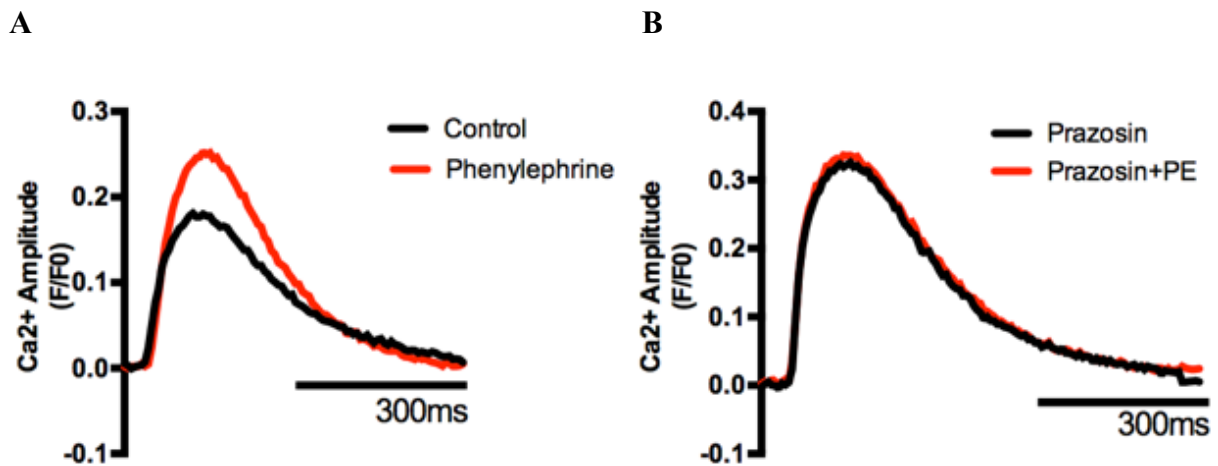 A
B
0.3
0.2
0.1
0.0
-0.1
Ca2+ Amplitude
(F/F0)
Control
Phenylephrine
300ms
0.4
0.3
0.2
0.1
0.0
-0.1
Ca2+ Amplitude
(F/F0)
Prazosin
Prazosin+PE
300ms